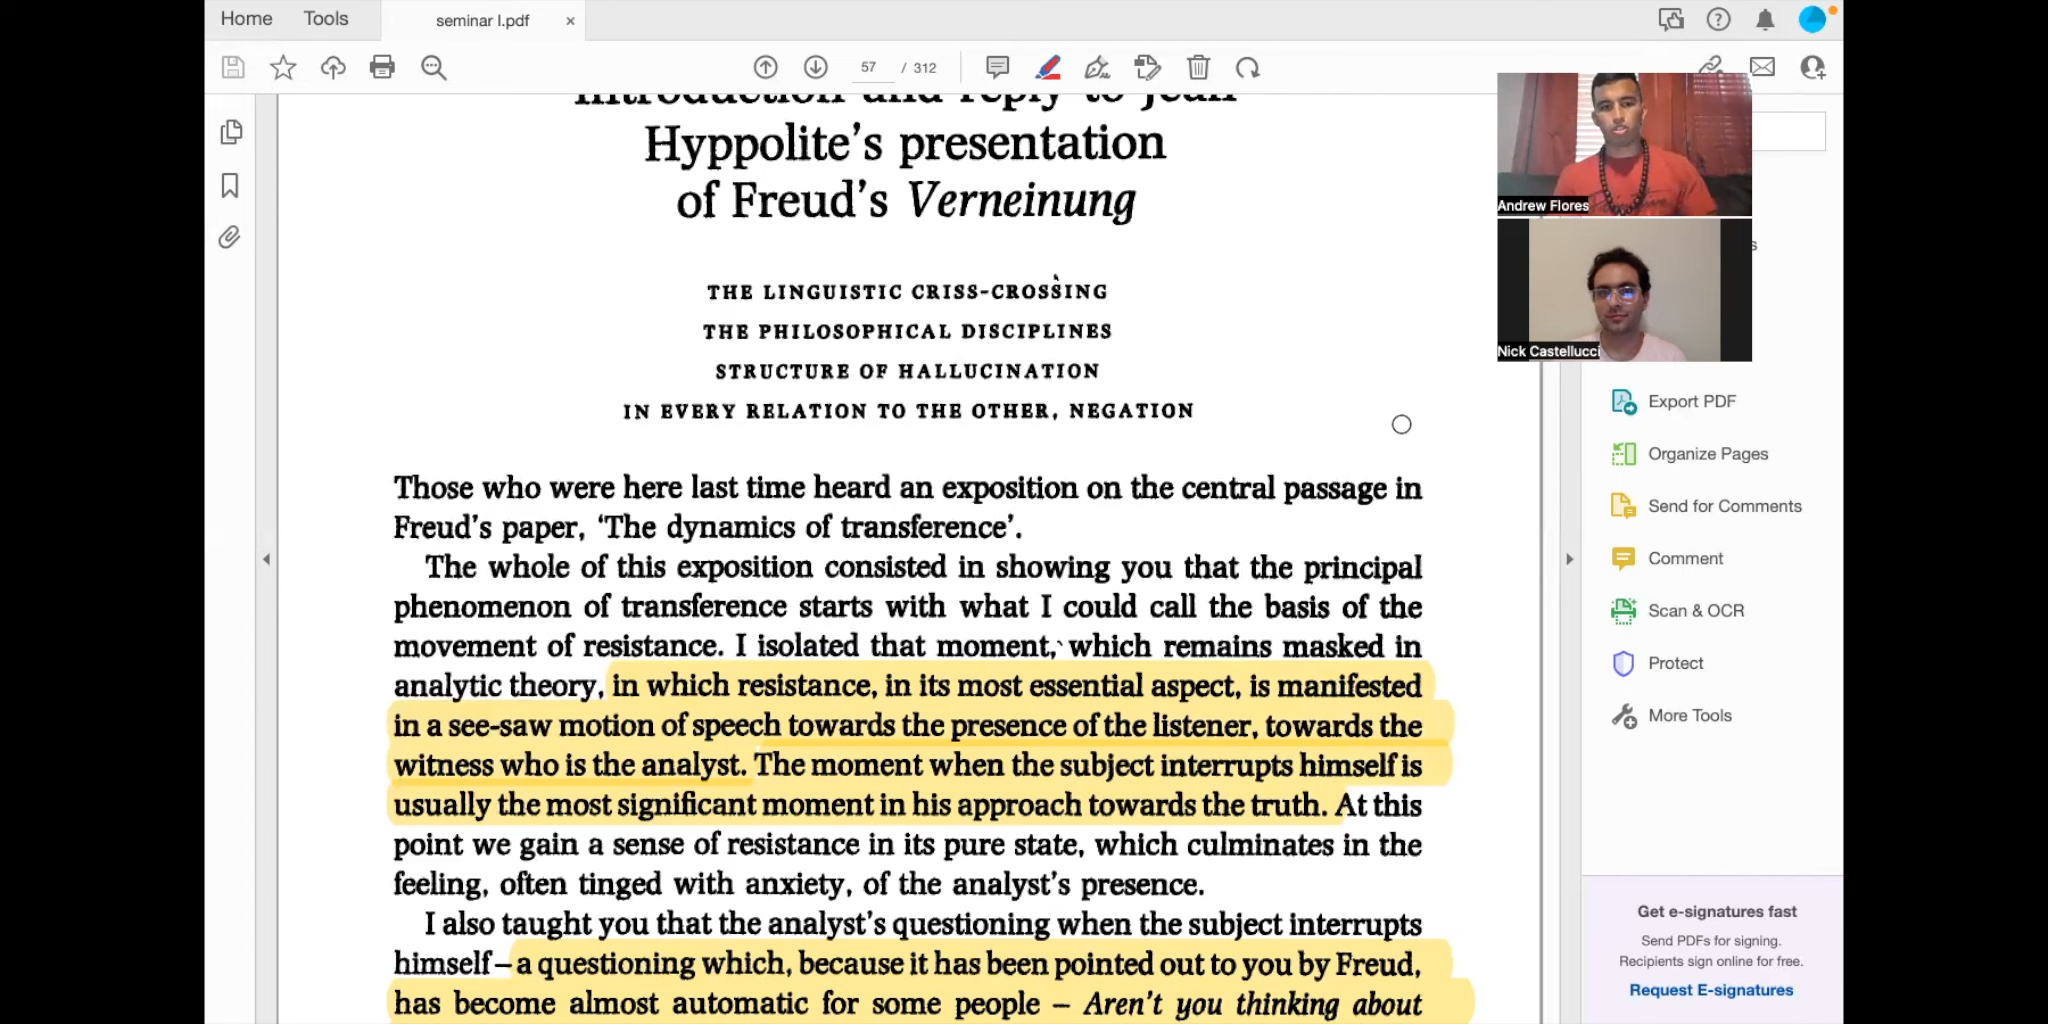 Home Tools seminar I.pdf ×
57 / 312
Introduction and reply to Jean
Hyppolite's presentation
of Freud's Verneinung
THE LINGUISTIC CRISS-CROSSING
THE PHILOSOPHICAL DISCIPLINES
STRUCTURE OF HALLUCINATION
IN EVERY RELATION TO THE OTHER, NEGATION
Those who were here last time heard an exposition on the central passage in
Freud's paper, ‘The dynamics of transference’.
The whole of this exposition consisted in showing you that the principal
phenomenon of transference starts with what I could call the basis of the
movement of resistance. I isolated that moment, which remains masked in
analytic theory, in which resistance, in its most essential aspect, is manifested
in a see-saw motion of speech towards the presence of the listener, towards the
witness who is the analyst. The moment when the subject interrupts himself is
usually the most significant moment in his approach towards the truth. At this
point we gain a sense of resistance in its pure state, which culminates in the
feeling, often tinged with anxiety, of the analyst's presence.
I also taught you that the analyst's questioning when the subject interrupts
himself – a questioning which, because it has been pointed out to you by Freud,
has become almost automatic for some people – Aren't you thinking about
Andrew Flores
Nick Castellucci
Export PDF
Organize Pages
Send for Comments
Comment
Scan & OCR
Protect
More Tools
Get e-signatures fast
Send PDFs for signing.
Recipients sign online for free.
Request E-signatures